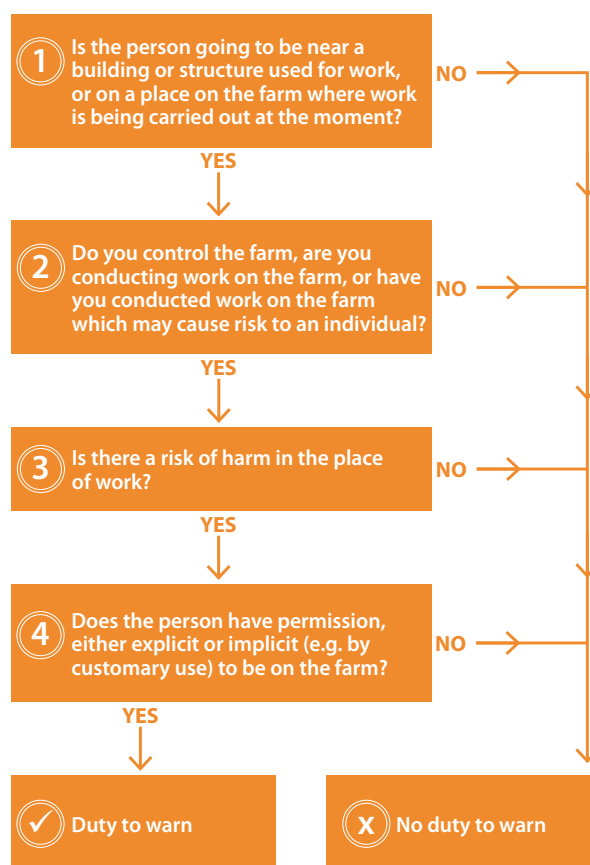 1
Is the person going to be near a
building or structure used for work,
or on a place on the farm where work
is being carried out at the moment?
NO
YES
2
Do you control the farm, are you
conducting work on the farm, or have
you conducted work on the farm
which may cause risk to an individual?
NO
YES
3
Is there a risk of harm in the place
of work?
NO
YES
4
Does the person have permission,
either explicit or implicit (e.g. by
customary use) to be on the farm?
NO
YES
✓ Duty to warn
X No duty to warn